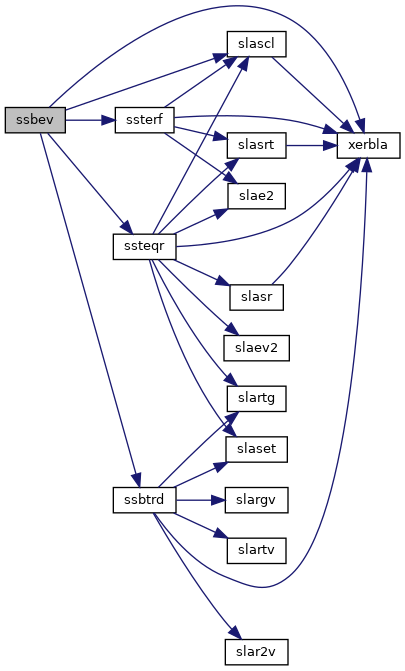 slascl
ssbev
ssterf
slasrt
xerbla
slae2
ssteqr
slasr
slaev2
slartg
slaset
ssbtrd
slargv
slartv
slar2v